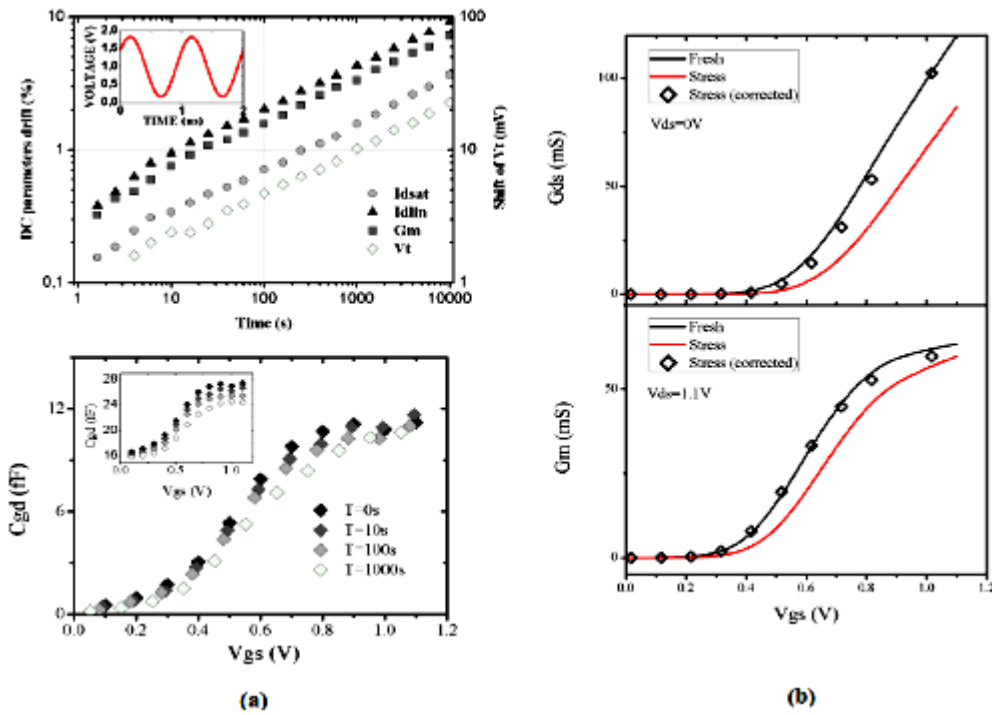 DC parameters drift (%)
10
1
0,1
VOLTAGE (V)
2,0
1,5
1,0
0,5
0,0
0
1
2
TIME (ns)
Idsat
Idlin
Gm
Vt
100
10
1
Shift of Vt (mV)
1
10
100
1000
10000
Time (s)
Cgd (fF)
12
6
0
Cgd (fF)
28
26
24
20
16
0.0
0.5
1.0
Vgs (V)
T=0s
T=10s
T=100s
T=1000s
0.0
0.2
0.4
0.6
0.8
1.0
1.2
Vgs (V)
(a)
Gds (mS)
100
50
0
Fresh
Stress
Stress (corrected)
Vds=0V
Gm (mS)
50
0
Fresh
Stress
Stress (corrected)
Vds=1.1V
0.0
0.2
0.4
0.6
0.8
1.0
1.2
Vgs (V)
(b)